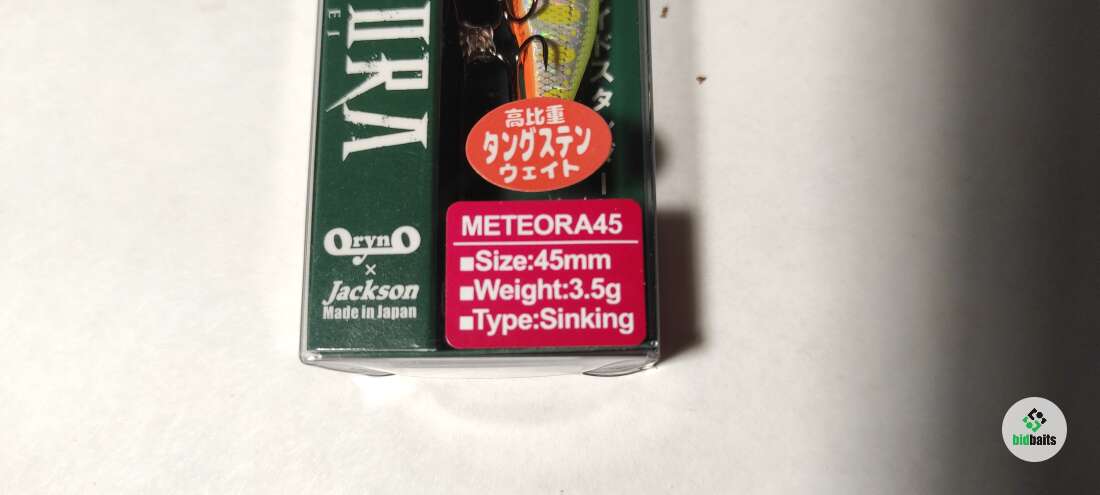 高比重
タングステン
ウェイト
METEORA45
■Size:45mm
■Weight:3.5g
■Type:Sinking
OrynO
×
Jackson
Made in Japan
bidbaits